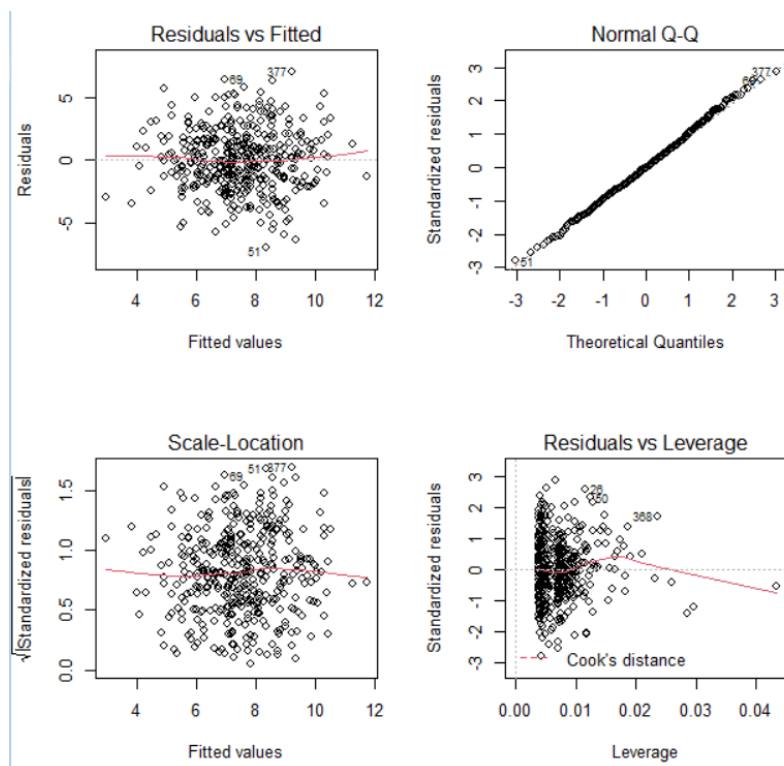 Residuals vs Fitted
Residuals
5
0
-5
69
377
51
4 6 8 10 12
Fitted values
Normal Q-Q
Standardized residuals
3
2
1
0
-1
-2
-3
377
51
-3 -2 -1 0 1 2 3
Theoretical Quantiles
Scale-Location
√|Standardized residuals|
1.5
1.0
0.5
0.0
69
51
377
4 6 8 10 12
Fitted values
Residuals vs Leverage
Standardized residuals
3
2
1
0
-1
-2
-3
26
50
368
Cook's distance
0.00 0.01 0.02 0.03 0.04
Leverage